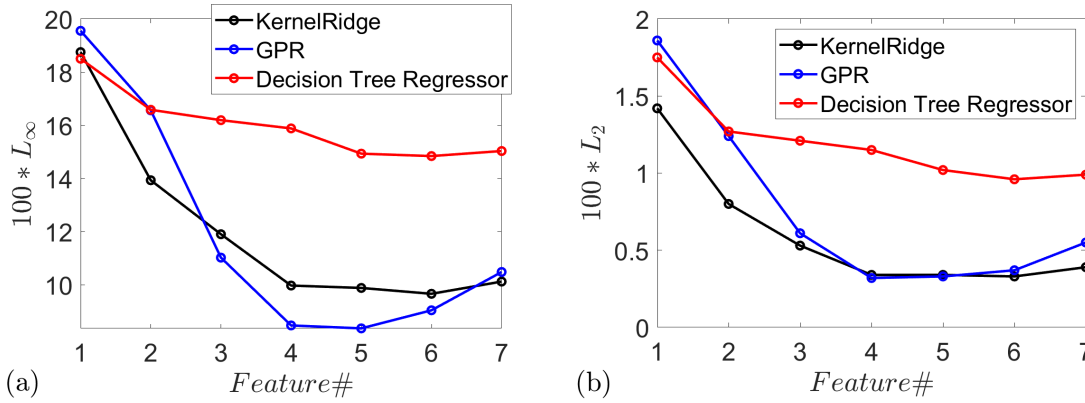 20
18
16
14
12
10
100 * L∞
KernelRidge
GPR
Decision Tree Regressor
1 2 3 4 5 6 7
(a) Feature#
2
1.5
1
0.5
0
100 * L2
KernelRidge
GPR
Decision Tree Regressor
1 2 3 4 5 6 7
(b) Feature#